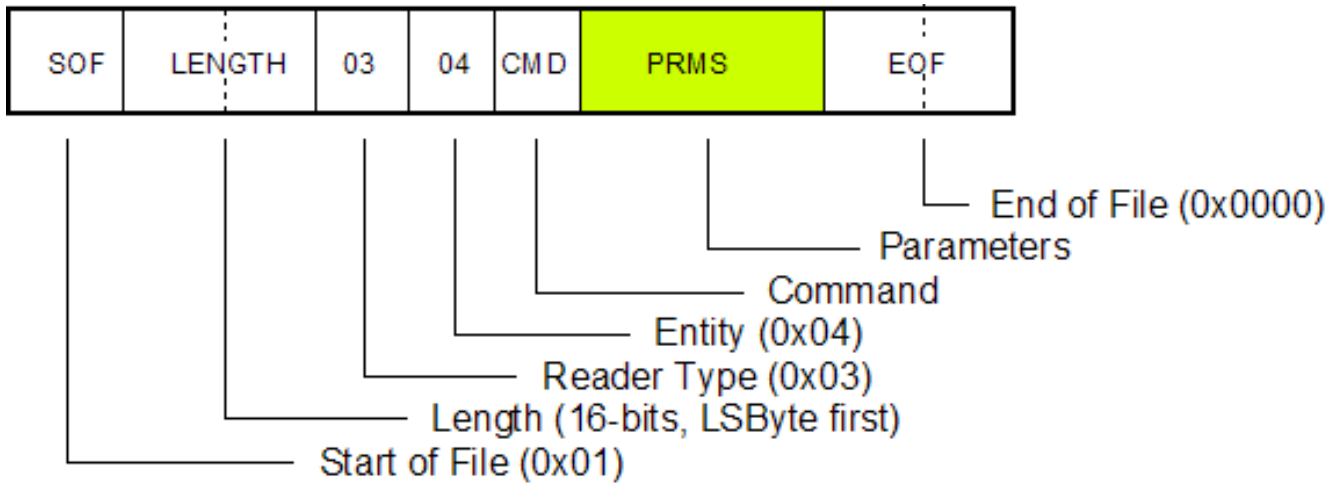 SOF LENGTH 03 04 CMD PRMS EOF
End of File (0x0000)
Parameters
Command
Entity (0x04)
Reader Type (0x03)
Length (16-bits, LSByte first)
Start of File (0x01)